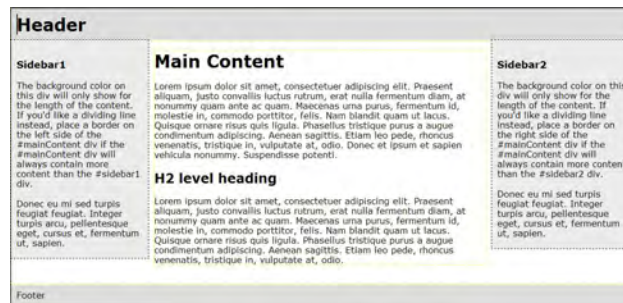 Header
Sidebar1
The background color on
this div will only show for
the length of the content.
If you'd like a dividing line
instead, place a border on
the left side of the
#mainContent div if the
#mainContent div will
always contain more
content than the #sidebar1
div.
Donec eu mi sed turpis
feugiat feugiat. Integer
turpis arcu, pellentesque
eget, cursus et, fermentum
ut, sapien.
Main Content
Lorem ipsum dolor sit amet, consectetuer adipiscing elit. Praesent
aliquam, justo convallis luctus rutrum, erat nulla fermentum diam, at
nonummy quam ante ac quam. Maecenas urna purus, fermentum id,
molestie in, commodo porttitor, felis. Nam blandit quam ut lacus.
Quisque ornare risus quis ligula. Phasellus tristique purus a augue
condimentum adipiscing. Aenean sagittis. Etiam leo pede, rhoncus
venenatis, tristique in, vulputate at, odio. Donec et ipsum et sapien
vehicula nonummy. Suspendisse potenti.
H2 level heading
Lorem ipsum dolor sit amet, consectetuer adipiscing elit. Praesent
aliquam, justo convallis luctus rutrum, erat nulla fermentum diam, at
nonummy quam ante ac quam. Maecenas urna purus, fermentum id,
molestie in, commodo porttitor, felis. Nam blandit quam ut lacus.
Quisque ornare risus quis ligula. Phasellus tristique purus a augue
condimentum adipiscing. Aenean sagittis. Etiam leo pede, rhoncus
venenatis, tristique in, vulputate at, odio.
Sidebar2
The background color on this
div will only show for the
length of the content. If
you'd like a dividing line
instead, place a border on
the right side of the
#mainContent div if the
#mainContent div will
always contain more conten
than the #sidebar2 div.
Donec eu mi sed turpis
feugiat feugiat. Integer
turpis arcu, pellentesque
eget, cursus et, fermentum
ut, sapien.
Footer